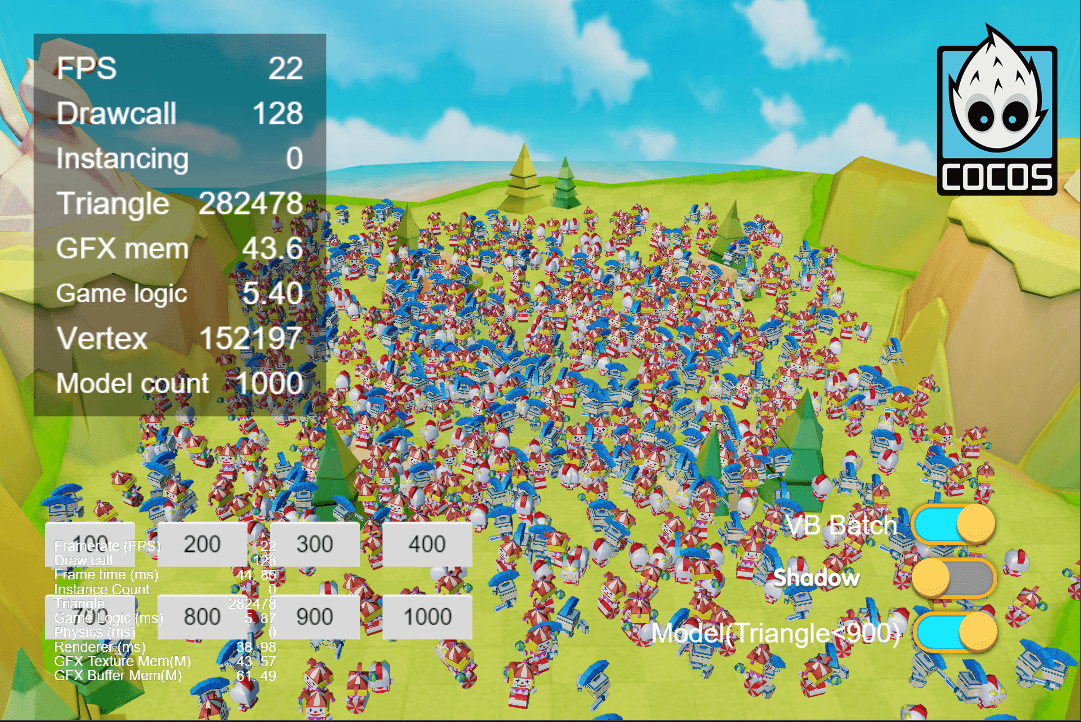 FPS 22
Drawcall 128
Instancing 0
Triangle 282478
GFX mem 43.6
Game logic 5.40
Vertex 152197
Model count 1000
COCOS
VB Batch
200 300 400
Framerate (FPS) 22
Draw call 128
Frame time (ms) 44.85
Instance Count 0
Shadow
Triangle 282478
800 900 1000
Game Logic (ms) 5.87
Physics (ms) 0
Model(Triangle<900)
Renderer (ms) 38.98
GFX Texture Mem(M) 43.57
GFX Buffer Mem(M) 61.49